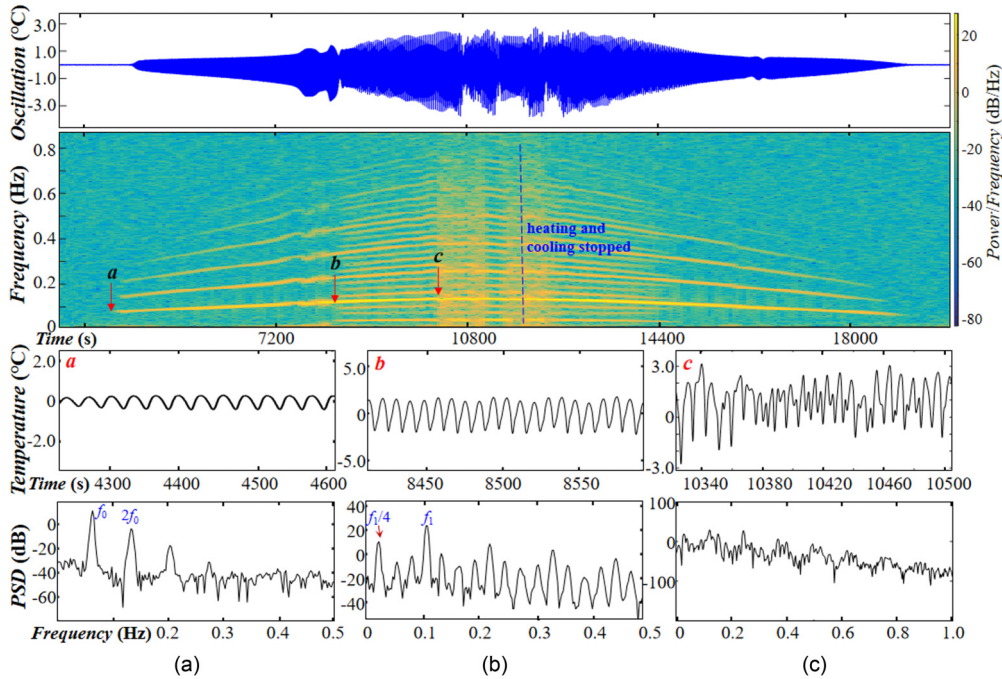 Oscillation (°C)
3.0
1.0
-1.0
-3.0
20
0
-20
-40
-60
-80
Power/Frequency (dB/Hz)
Frequency (Hz)
0.8
0.6
0.4
0.2
0
a
b
c
heating and
cooling stopped
Time (s) 7200 10800 14400 18000
Temperature (°C)
2.0
0
-2.0
a
5.0
0
-5.0
b
3.0
0
-3.0
c
Time (s) 4300 4400 4500 4600
8450 8500 8550
10340 10380 10420 10460 10500
PSD (dB)
0
-20
-40
-60
f0 2f0
40
20
0
-20
-40
f1/4 f1
100
0
100
Frequency (Hz) 0.2 0.3 0.4 0.5
0 0.1 0.2 0.3 0.4 0.5
0 0.2 0.4 0.6 0.8 1.0
(a) (b) (c)